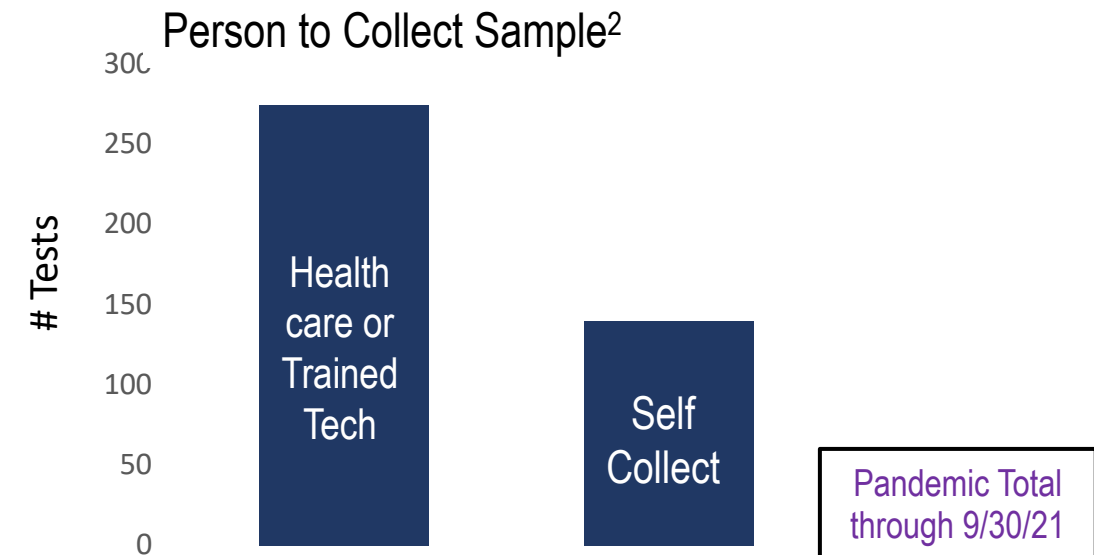 Person to Collect Sample²
300
250
200
150
100
50
0
# Tests
Health
care or
Trained
Tech
Self
Collect
Pandemic Total
through 9/30/21